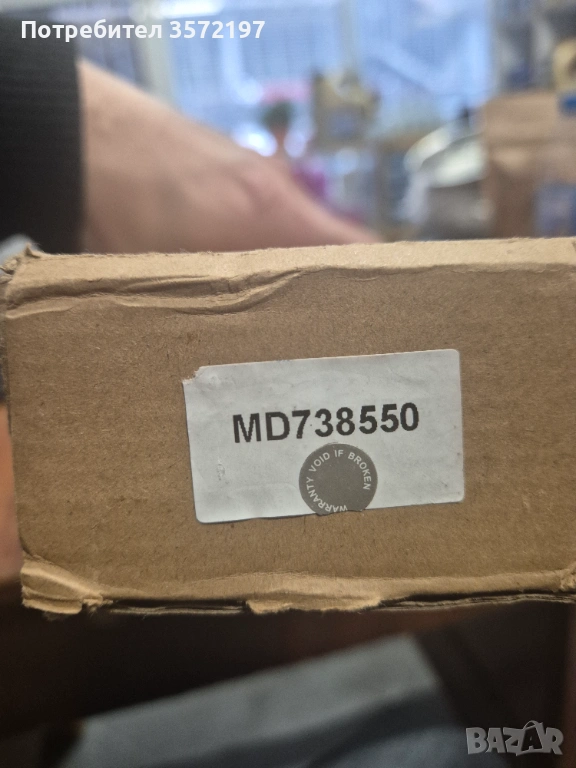 Потребител 3572197
MD738550
WARRANTY VOID IF BROKEN
BAZAR